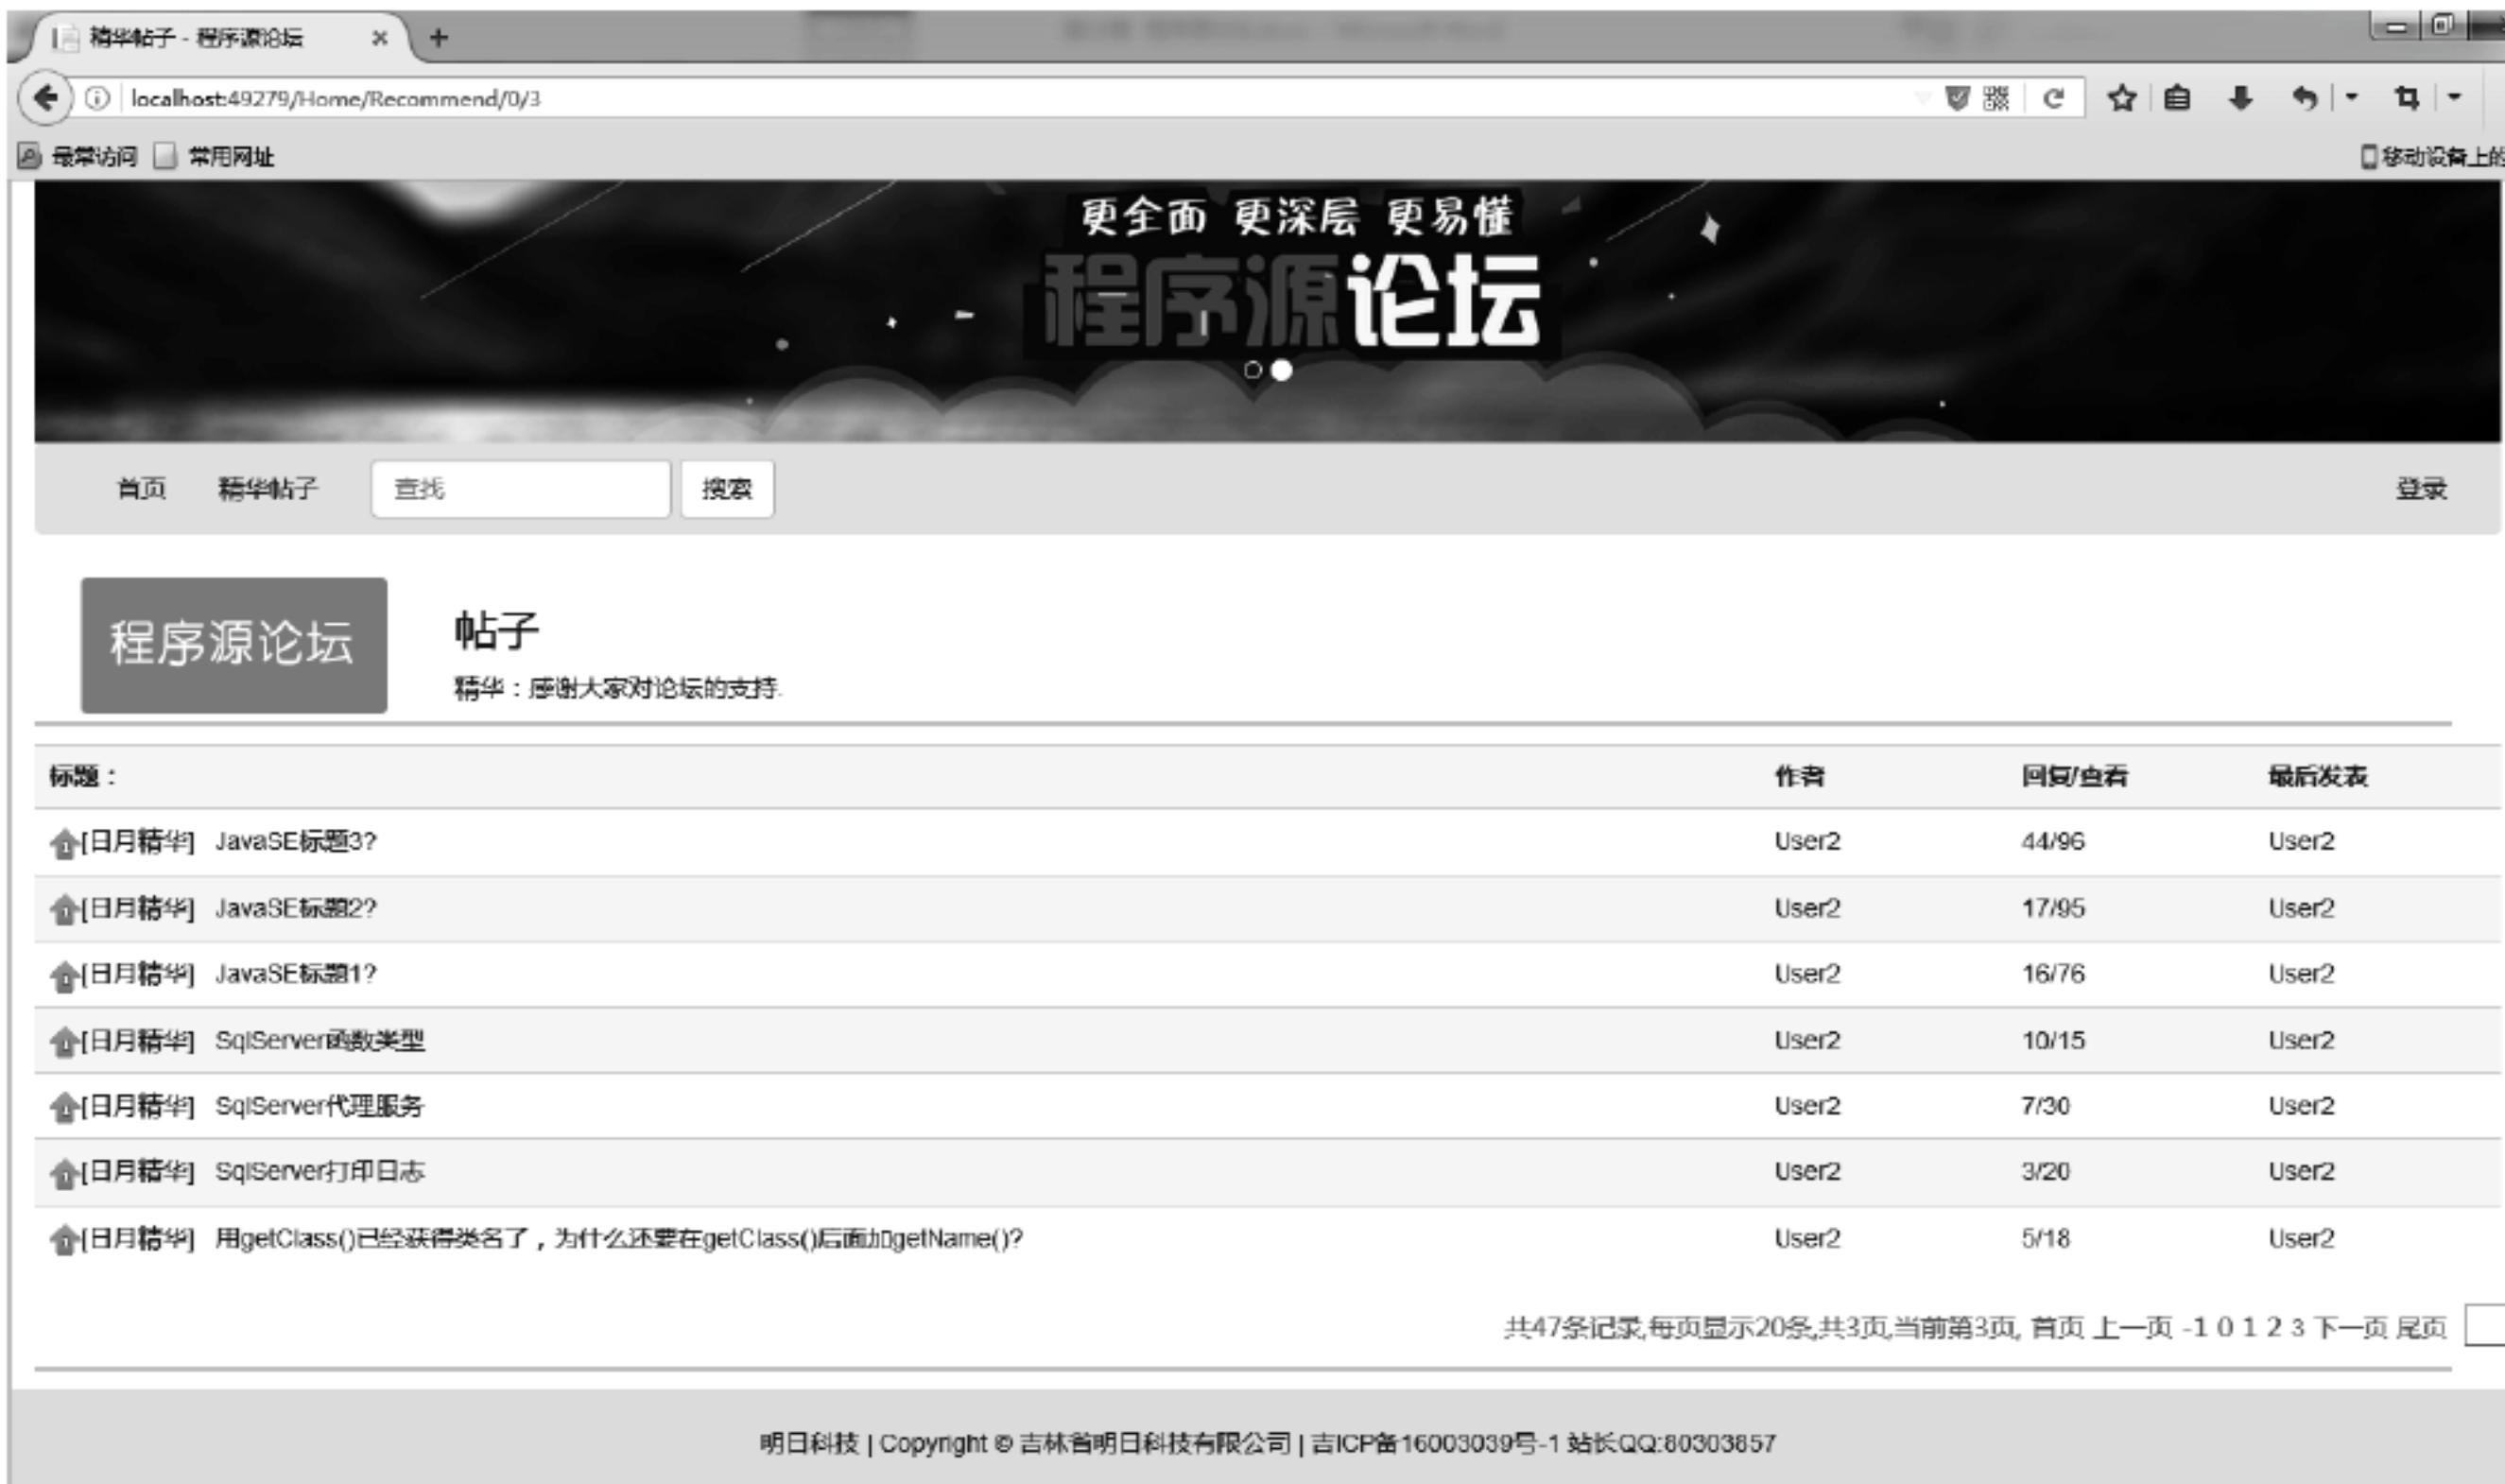 精华帖子 - 程序源论坛
localhost:49279/Home/Recommend/0/3
最常访问 常用网址 移动设备上的
更全面 更深层 更易懂
程序源论坛
首页 精华帖子 查找 搜索 登录
程序源论坛
帖子
精华：感谢大家对论坛的支持.
标题： 作者 回复/查看 最后发表
[日月精华] JavaSE标题3? User2 44/96 User2
[日月精华] JavaSE标题2? User2 17/95 User2
[日月精华] JavaSE标题1? User2 16/76 User2
[日月精华] SqlServer函数类型 User2 10/15 User2
[日月精华] SqlServer代理服务 User2 7/30 User2
[日月精华] SqlServer打印日志 User2 3/20 User2
[日月精华] 用getClass()已经获得类名了，为什么还要在getClass()后面加getName()? User2 5/18 User2
共47条记录,每页显示20条,共3页,当前第3页, 首页 上一页 -1 0 1 2 3 下一页 尾页
明日科技 | Copyright © 吉林省明日科技有限公司 | 吉ICP备16003039号-1 站长QQ:80303857